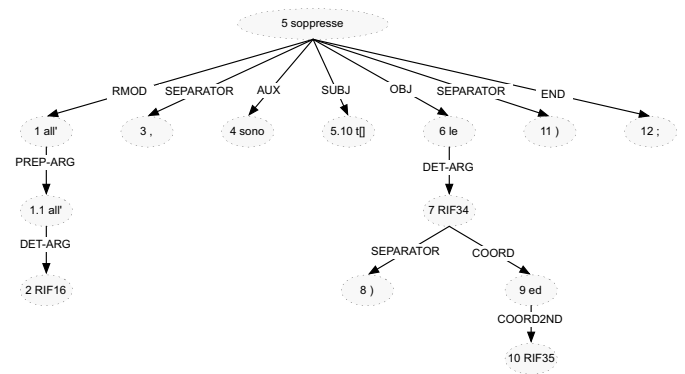 5 soppresse
RMOD SEPARATOR AUX SUBJ OBJ SEPARATOR END
1 all' 3 , 4 sono 5.10 t[] 6 le 11 ) 12 ;
PREP-ARG DET-ARG
1.1 all' 7 RIF34
DET-ARG SEPARATOR COORD
2 RIF16 8 ) 9 ed
COORD2ND
10 RIF35